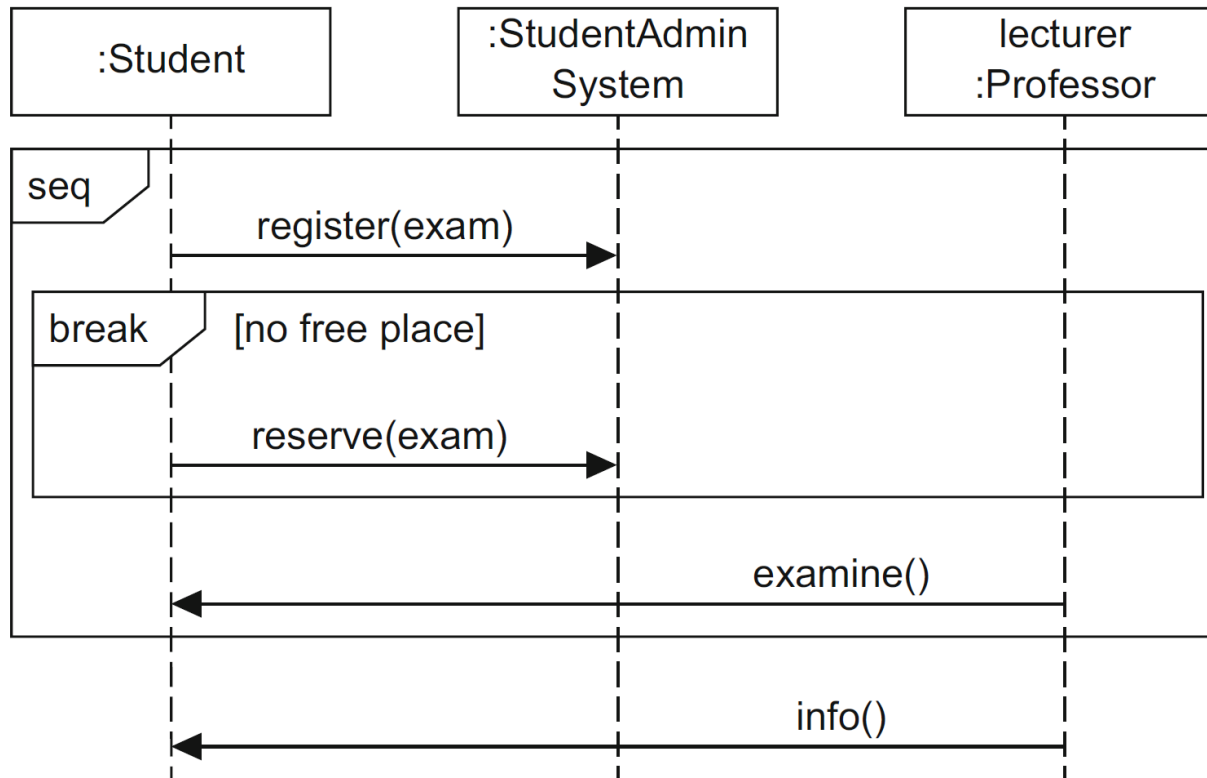 :Student
:StudentAdmin
System
lecturer
:Professor
seq
register(exam)
break
[no free place]
reserve(exam)
examine()
info()